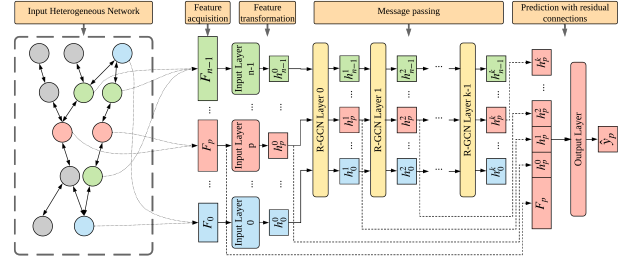 Input Heterogeneous Network
Feature
acquisition
Feature
transformation
Message passing
Prediction with residual
connections
F_{n-1}
Input Layer
n-1
h^0_{n-1}
R-GCN Layer 0
h^1_{n-1}
R-GCN Layer 1
h^2_{n-1}
...
R-GCN Layer k-1
h^k_{n-1}
h^k_p
...
F_p
Input Layer
p
h^0_p
h^1_p
h^2_p
...
h^k_p
h^2_p
h^1_p
h^0_p
F_p
Output Layer
ŷ_p
...
F_0
Input Layer
0
h^0_0
h^1_0
h^2_0
...
h^k_0